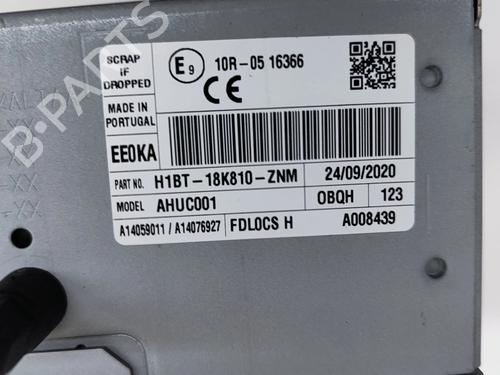 SCRAP
IF
DROPPED
E9 10R-05 16366
CE
MADE IN
PORTUGAL
EE0KA
PART NO. H1BT-18K810-ZNM 24/09/2020
MODEL AHUC001 OBQH 123
A14059011 / A14076927 FDLOCS H A008439
B-PARTS